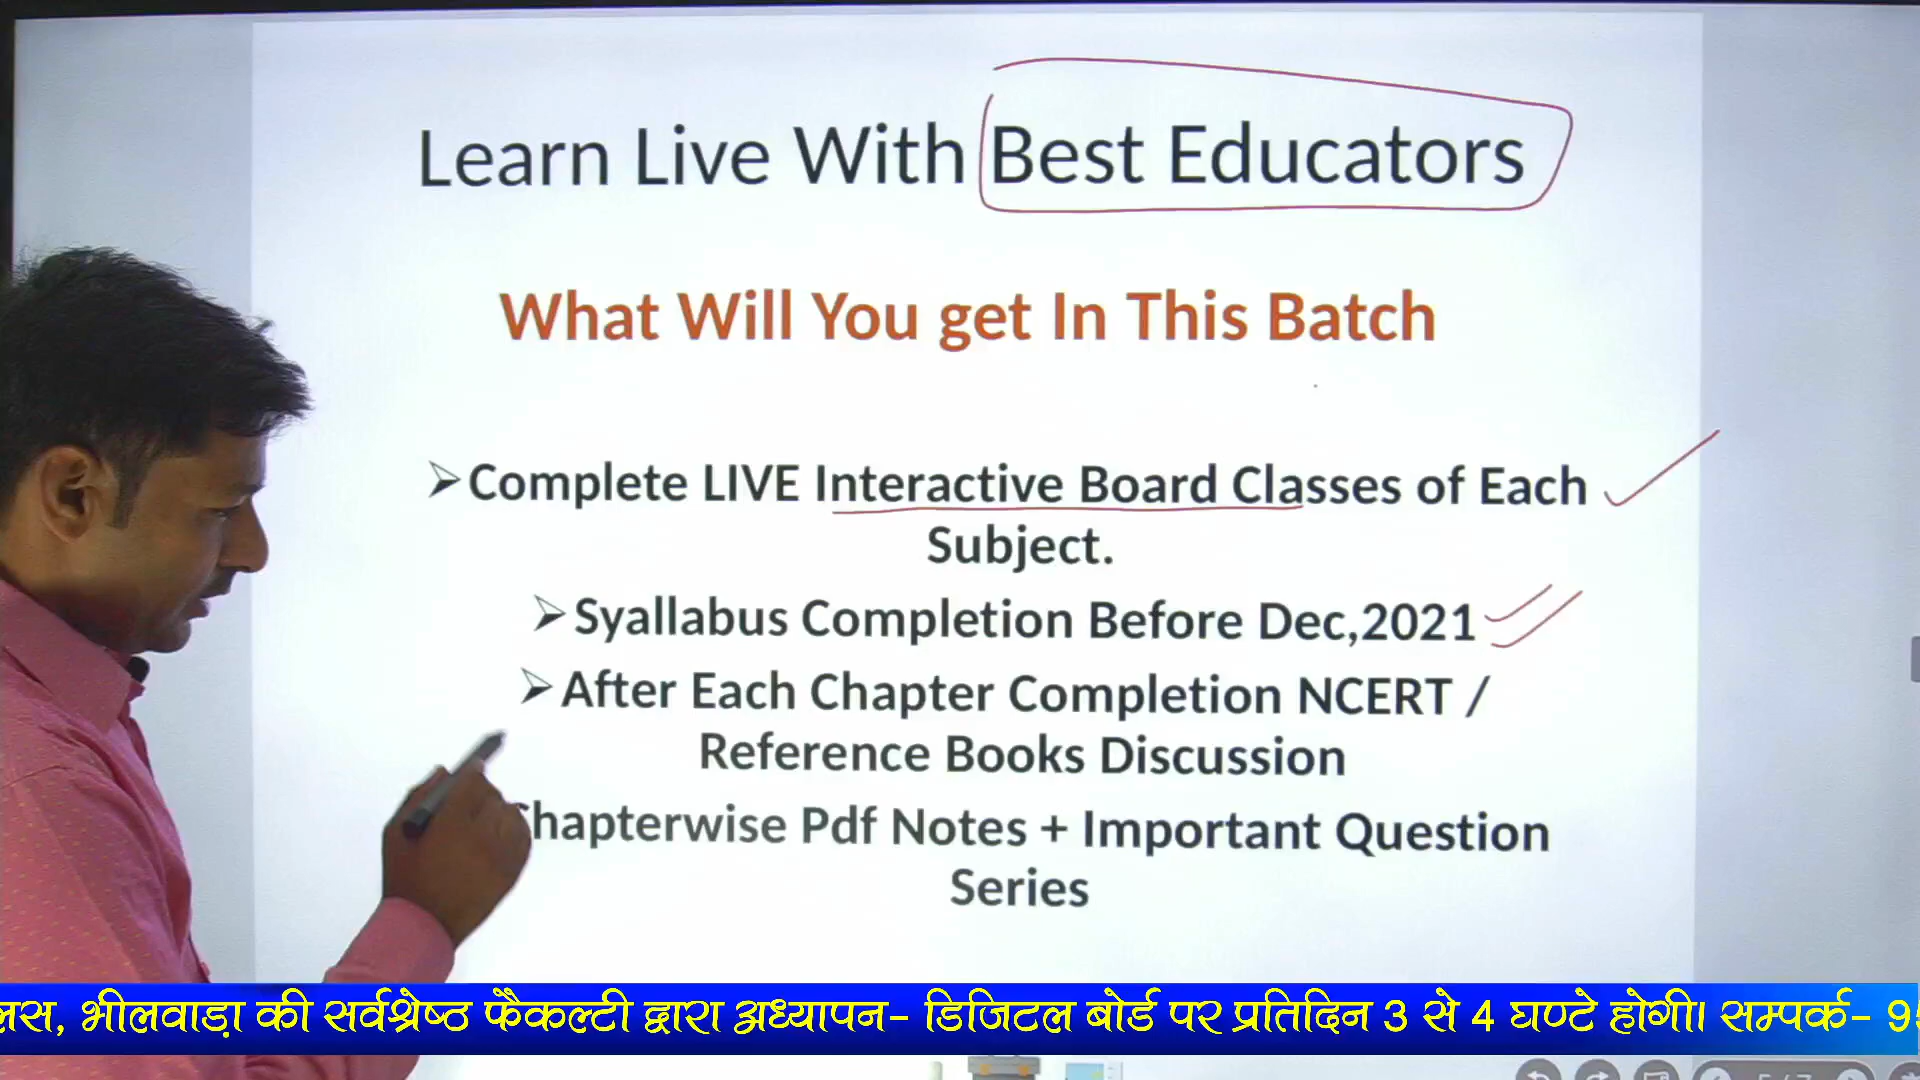 Learn Live With Best Educators
What Will You get In This Batch
Complete LIVE Interactive Board Classes of Each
Subject.
Syallabus Completion Before Dec,2021
After Each Chapter Completion NCERT /
Reference Books Discussion
hapterwise Pdf Notes + Important Question
Series
भीलवाड़ा की सर्वश्रेष्ठ फैकल्टी द्वारा अध्यापन- डिजिटल बोर्ड पर प्रतिदिन 3 से 4 घण्टे होगी। सम्पर्क- 9